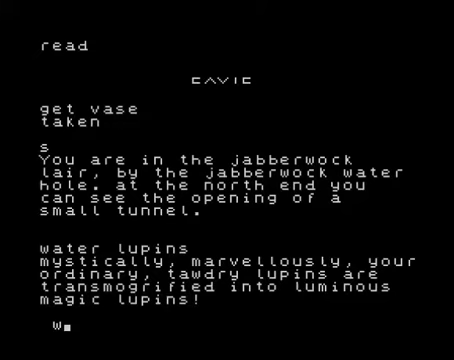 read
get vase
taken
s
You are in the jabberwock
lair, by the jabberwock water
hole. at the north end you
can see the opening of a
small tunnel.
water lupins
mystically, marvellously, your
ordinary, tawdry lupins are
transmogrified into luminous
magic lupins!
w